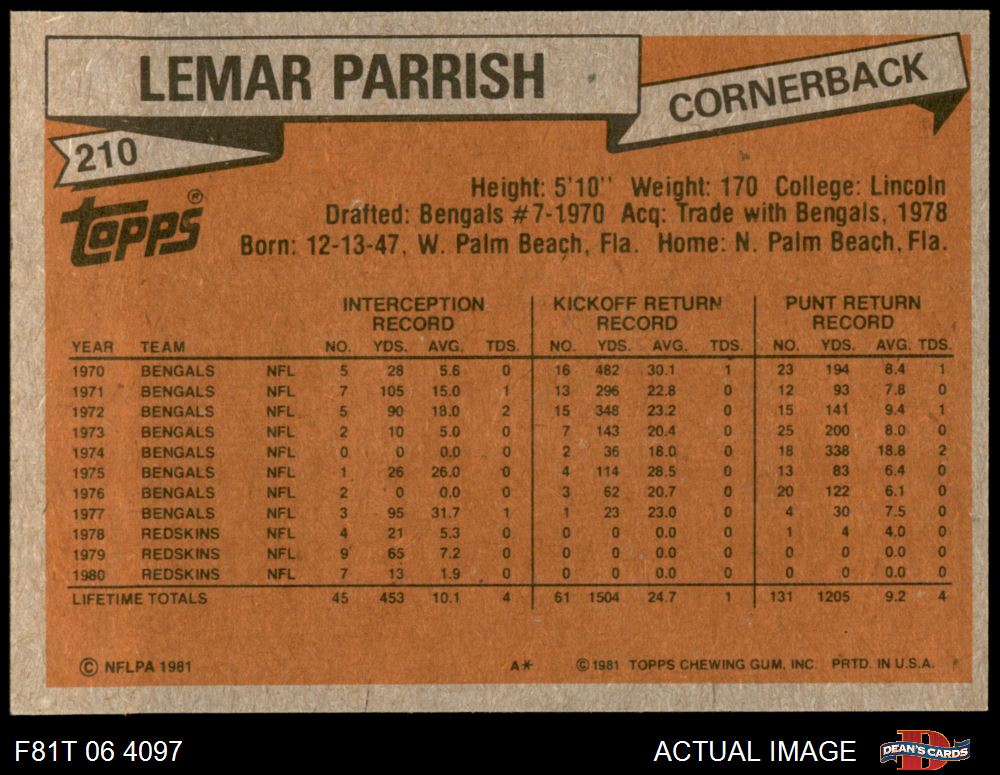 LEMAR PARRISH
CORNERBACK
210
TOPPS®
Height: 5'10'' Weight: 170 College: Lincoln
Drafted: Bengals #7-1970 Acq: Trade with Bengals, 1978
Born: 12-13-47, W. Palm Beach, Fla. Home: N. Palm Beach, Fla.
INTERCEPTION RECORD KICKOFF RETURN RECORD PUNT RETURN RECORD
YEAR TEAM NO. YDS. AVG. TDS. NO. YDS. AVG. TDS. NO. YDS. AVG. TDS.
1970 BENGALS NFL 5 28 5.6 0 16 482 30.1 1 23 194 8.4 1
1971 BENGALS NFL 7 105 15.0 1 13 296 22.8 0 12 93 7.8 0
1972 BENGALS NFL 5 90 18.0 2 15 348 23.2 0 15 141 9.4 1
1973 BENGALS NFL 2 10 5.0 0 7 143 20.4 0 25 200 8.0 0
1974 BENGALS NFL 0 0 0.0 0 2 36 18.0 0 18 338 18.8 2
1975 BENGALS NFL 1 26 26.0 0 4 114 28.5 0 13 83 6.4 0
1976 BENGALS NFL 2 0 0.0 0 3 62 20.7 0 20 122 6.1 0
1977 BENGALS NFL 3 95 31.7 1 1 23 23.0 0 4 30 7.5 0
1978 REDSKINS NFL 4 21 5.3 0 0 0 0.0 0 1 4 4.0 0
1979 REDSKINS NFL 9 65 7.2 0 0 0 0.0 0 0 0 0.0 0
1980 REDSKINS NFL 7 13 1.9 0 0 0 0.0 0 0 0 0.0 0
LIFETIME TOTALS 45 453 10.1 4 61 1504 24.7 1 131 1205 9.2 4
© NFLPA 1981 A* © 1981 TOPPS CHEWING GUM, INC. PRTD. IN U.S.A.
F81T 06 4097 ACTUAL IMAGE D DEAN'S CARDS